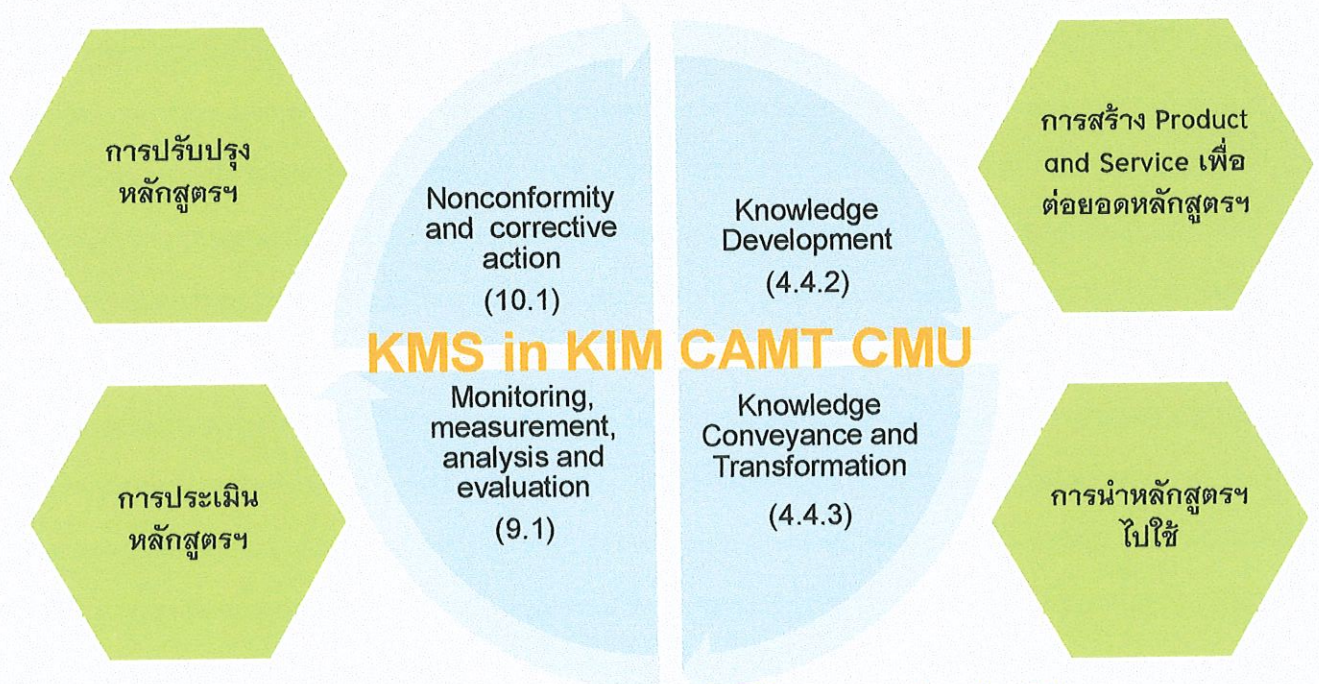 การปรับปรุง
หลักสูตรฯ
Nonconformity
and corrective
action
(10.1)
Knowledge
Development
(4.4.2)
การสร้าง Product
and Service เพื่อ
ต่อยอดหลักสูตรฯ
KMS in KIM CAMT CMU
การประเมิน
หลักสูตรฯ
Monitoring,
measurement,
analysis and
evaluation
(9.1)
Knowledge
Conveyance and
Transformation
(4.4.3)
การนำหลักสูตรฯ
ไปใช้